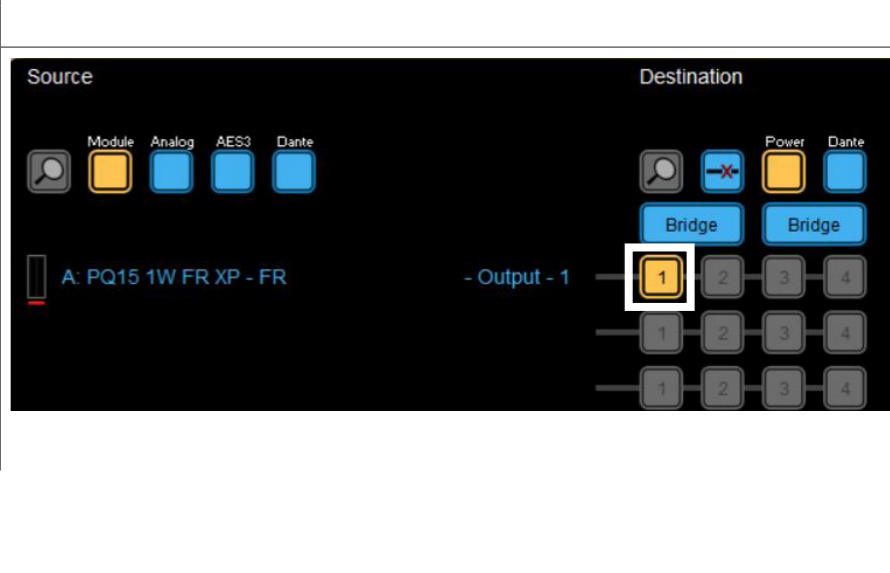 Source Destination
Module Analog AES3 Dante Power Dante
Bridge Bridge
A: PQ15 1W FR XP - FR - Output - 1 1 2 3 4
1 2 3 4
1 2 3 4